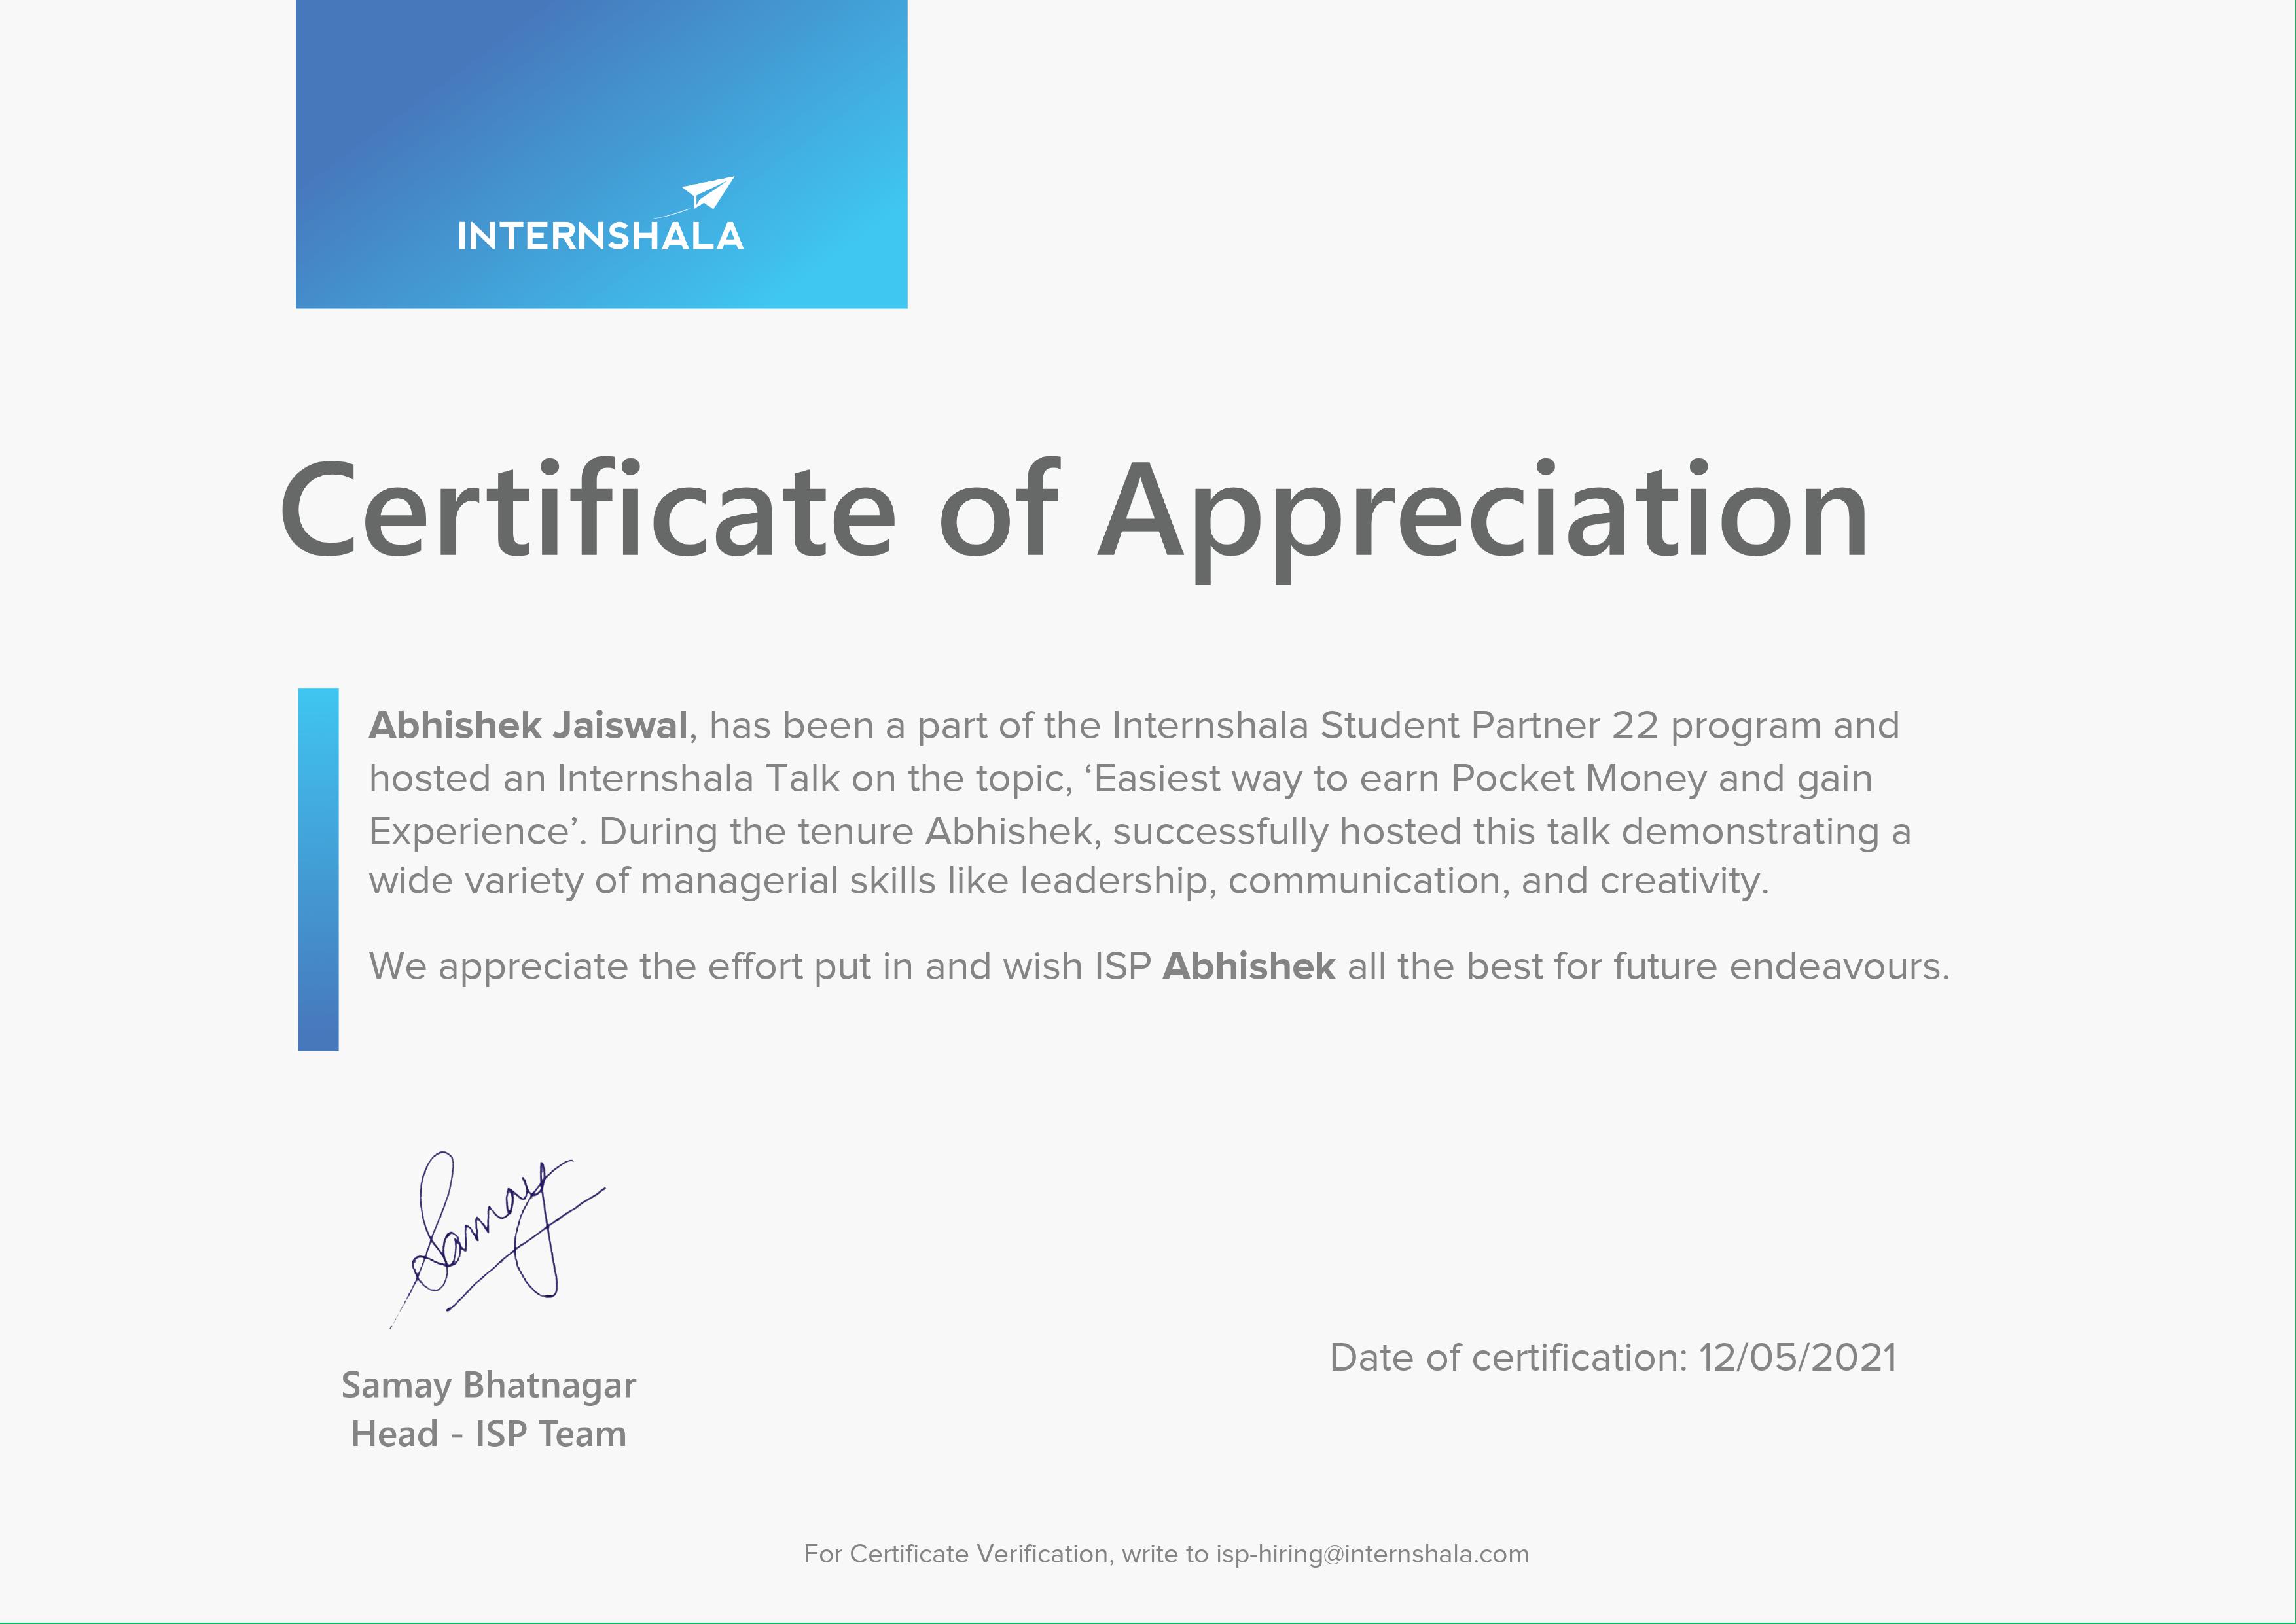 INTERNSHALA
Certificate of Appreciation
Abhishek Jaiswal, has been a part of the Internshala Student Partner 22 program and
hosted an Internshala Talk on the topic, ‘Easiest way to earn Pocket Money and gain
Experience’. During the tenure Abhishek, successfully hosted this talk demonstrating a
wide variety of managerial skills like leadership, communication, and creativity.
We appreciate the effort put in and wish ISP Abhishek all the best for future endeavours.
Samay
Samay Bhatnagar
Head - ISP Team
Date of certification: 12/05/2021
For Certificate Verification, write to isp-hiring@internshala.com